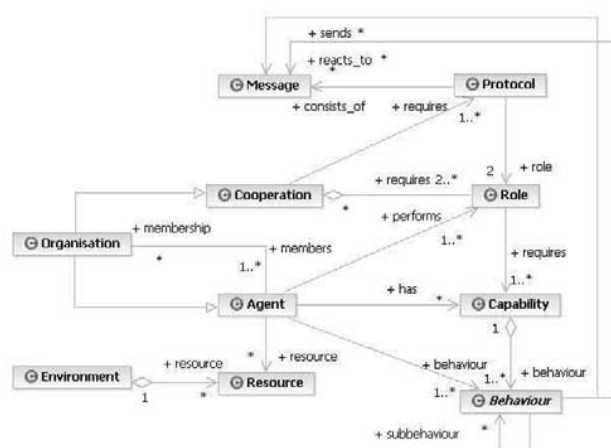 + sends *
+ reacts_to *
Message
*
Protocol
+ consists_of
+ requires
1..*
2
+ role
Cooperation
+ requires 2..*
*
Role
+ membership
+ performs
Organisation
*
+ members
1..*
1..*
+ requires
1..*
Agent
+ has
*
Capability
1
+ resource
*
+ resource
+ behaviour
1..*
+ behaviour
Environment
1
*
Resource
1..*
Behaviour
+ subbehaviour
*